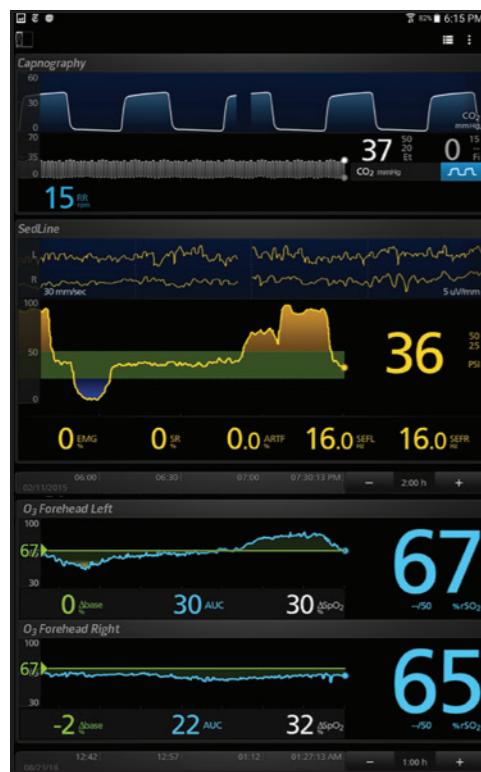 82% 6:15 PM
Capnography
60
30
0
CO2
mmHg
70
35
0
37 50 20 Et
0 15 -- Fi
CO2 mmHg
15 RR rpm
SedLine
L
R
30 mm/sec
5 uV/mm
100
50
0
36 50 25 PSI
0 EMG %
0 SR %
0.0 ARTF %
16.0 SEFL Hz
16.0 SEFR Hz
06:00 06:30 07:00 07:30:13 PM
02/11/2015
− 2:00 h +
O3 Forehead Left
100
67
30
67
--/50 %rSO2
0 Δbase %
30 AUC
30 ΔSpO2 %
O3 Forehead Right
100
67
30
65
--/50 %rSO2
-2 Δbase %
22 AUC
32 ΔSpO2 %
12:42 12:57 01:12 01:27:13 AM
08/23/16
− 1:00 h +